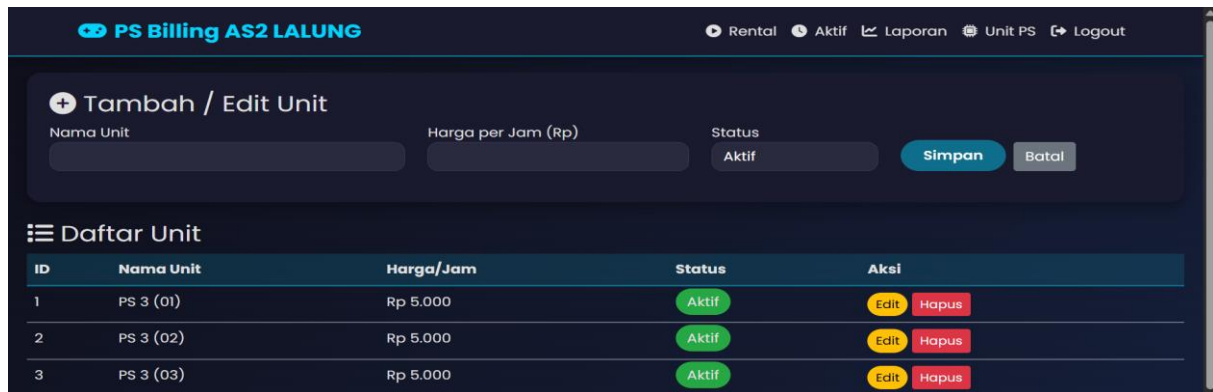 PS Billing AS2 LALUNG Rental Aktif Laporan Unit PS Logout
Tambah / Edit Unit
Nama Unit Harga per Jam (Rp) Status
Aktif Simpan Batal
Daftar Unit
ID Nama Unit Harga/Jam Status Aksi
1 PS 3 (01) Rp 5.000 Aktif Edit Hapus
2 PS 3 (02) Rp 5.000 Aktif Edit Hapus
3 PS 3 (03) Rp 5.000 Aktif Edit Hapus